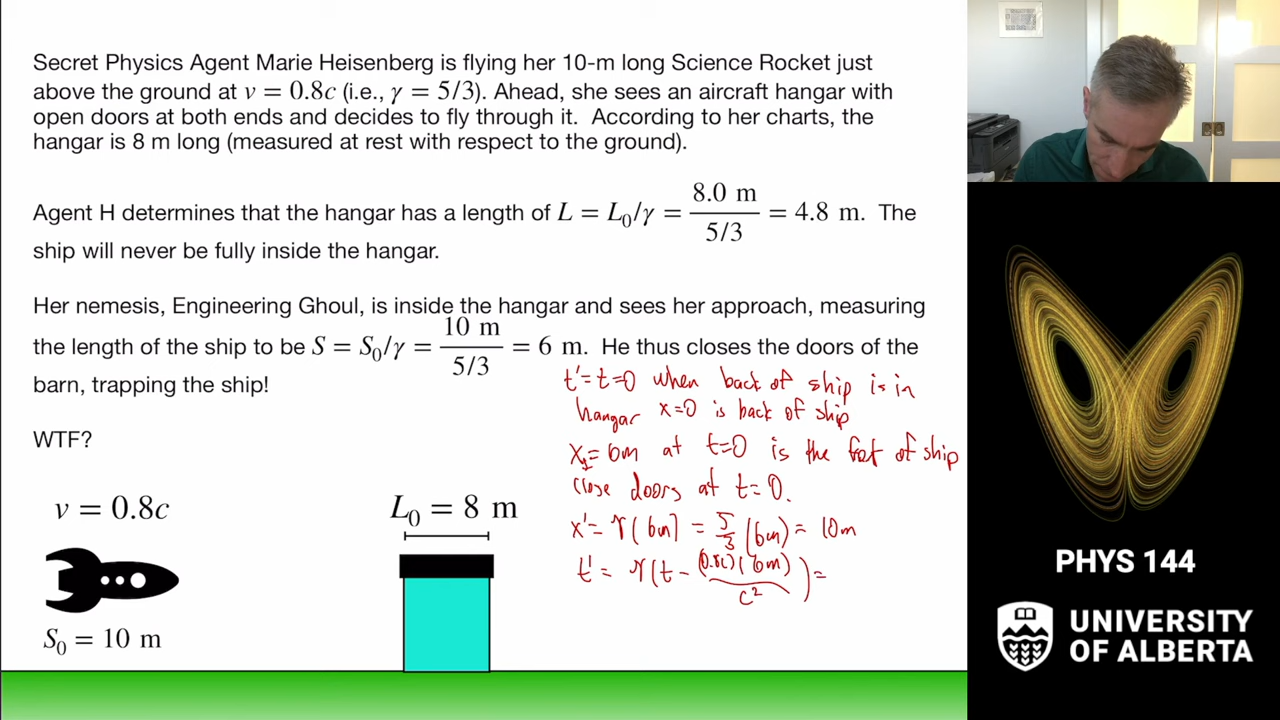 Secret Physics Agent Marie Heisenberg is flying her 10-m long Science Rocket just
above the ground at v = 0.8c (i.e., γ = 5/3). Ahead, she sees an aircraft hangar with
open doors at both ends and decides to fly through it. According to her charts, the
hangar is 8 m long (measured at rest with respect to the ground).
Agent H determines that the hangar has a length of L = L₀/γ = 8.0 m / 5/3 = 4.8 m. The
ship will never be fully inside the hangar.
Her nemesis, Engineering Ghoul, is inside the hangar and sees her approach, measuring
the length of the ship to be S = S₀/γ = 10 m / 5/3 = 6 m. He thus closes the doors of the
barn, trapping the ship!
t'=t=0 when back of ship is in
hangar x=0 is back of ship
WTF?
x₁= 6m at t=0 is the of ship
close doors at t=0.
v = 0.8c
L₀ = 8 m
x'= γ(6m) = 5/3 (6m) = 10m
t' = γ(t - (0.8c)(6m) / c²) =
S₀ = 10 m
PHYS 144
UNIVERSITY
OF ALBERTA